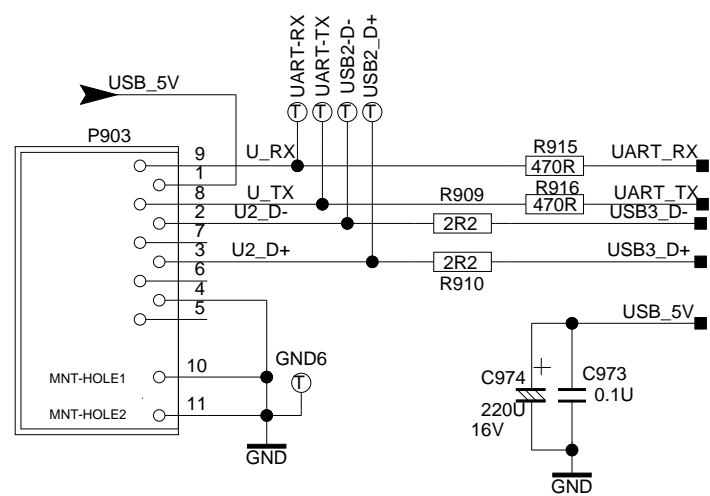 UART-RX
UART-TX
USB2-D-
USB2_D+
USB_5V
T T T T
P903
9 U_RX R915 UART_RX
470R
1
8 U_TX R916 UART_TX
470R
2 U2_D- R909 USB3_D-
2R2
7
3 U2_D+ USB3_D+
2R2
R910
6
4
5
USB_5V
10 GND6
MNT-HOLE1 T
11
MNT-HOLE2
GND
C974 + C973
220U 0.1U
16V
GND